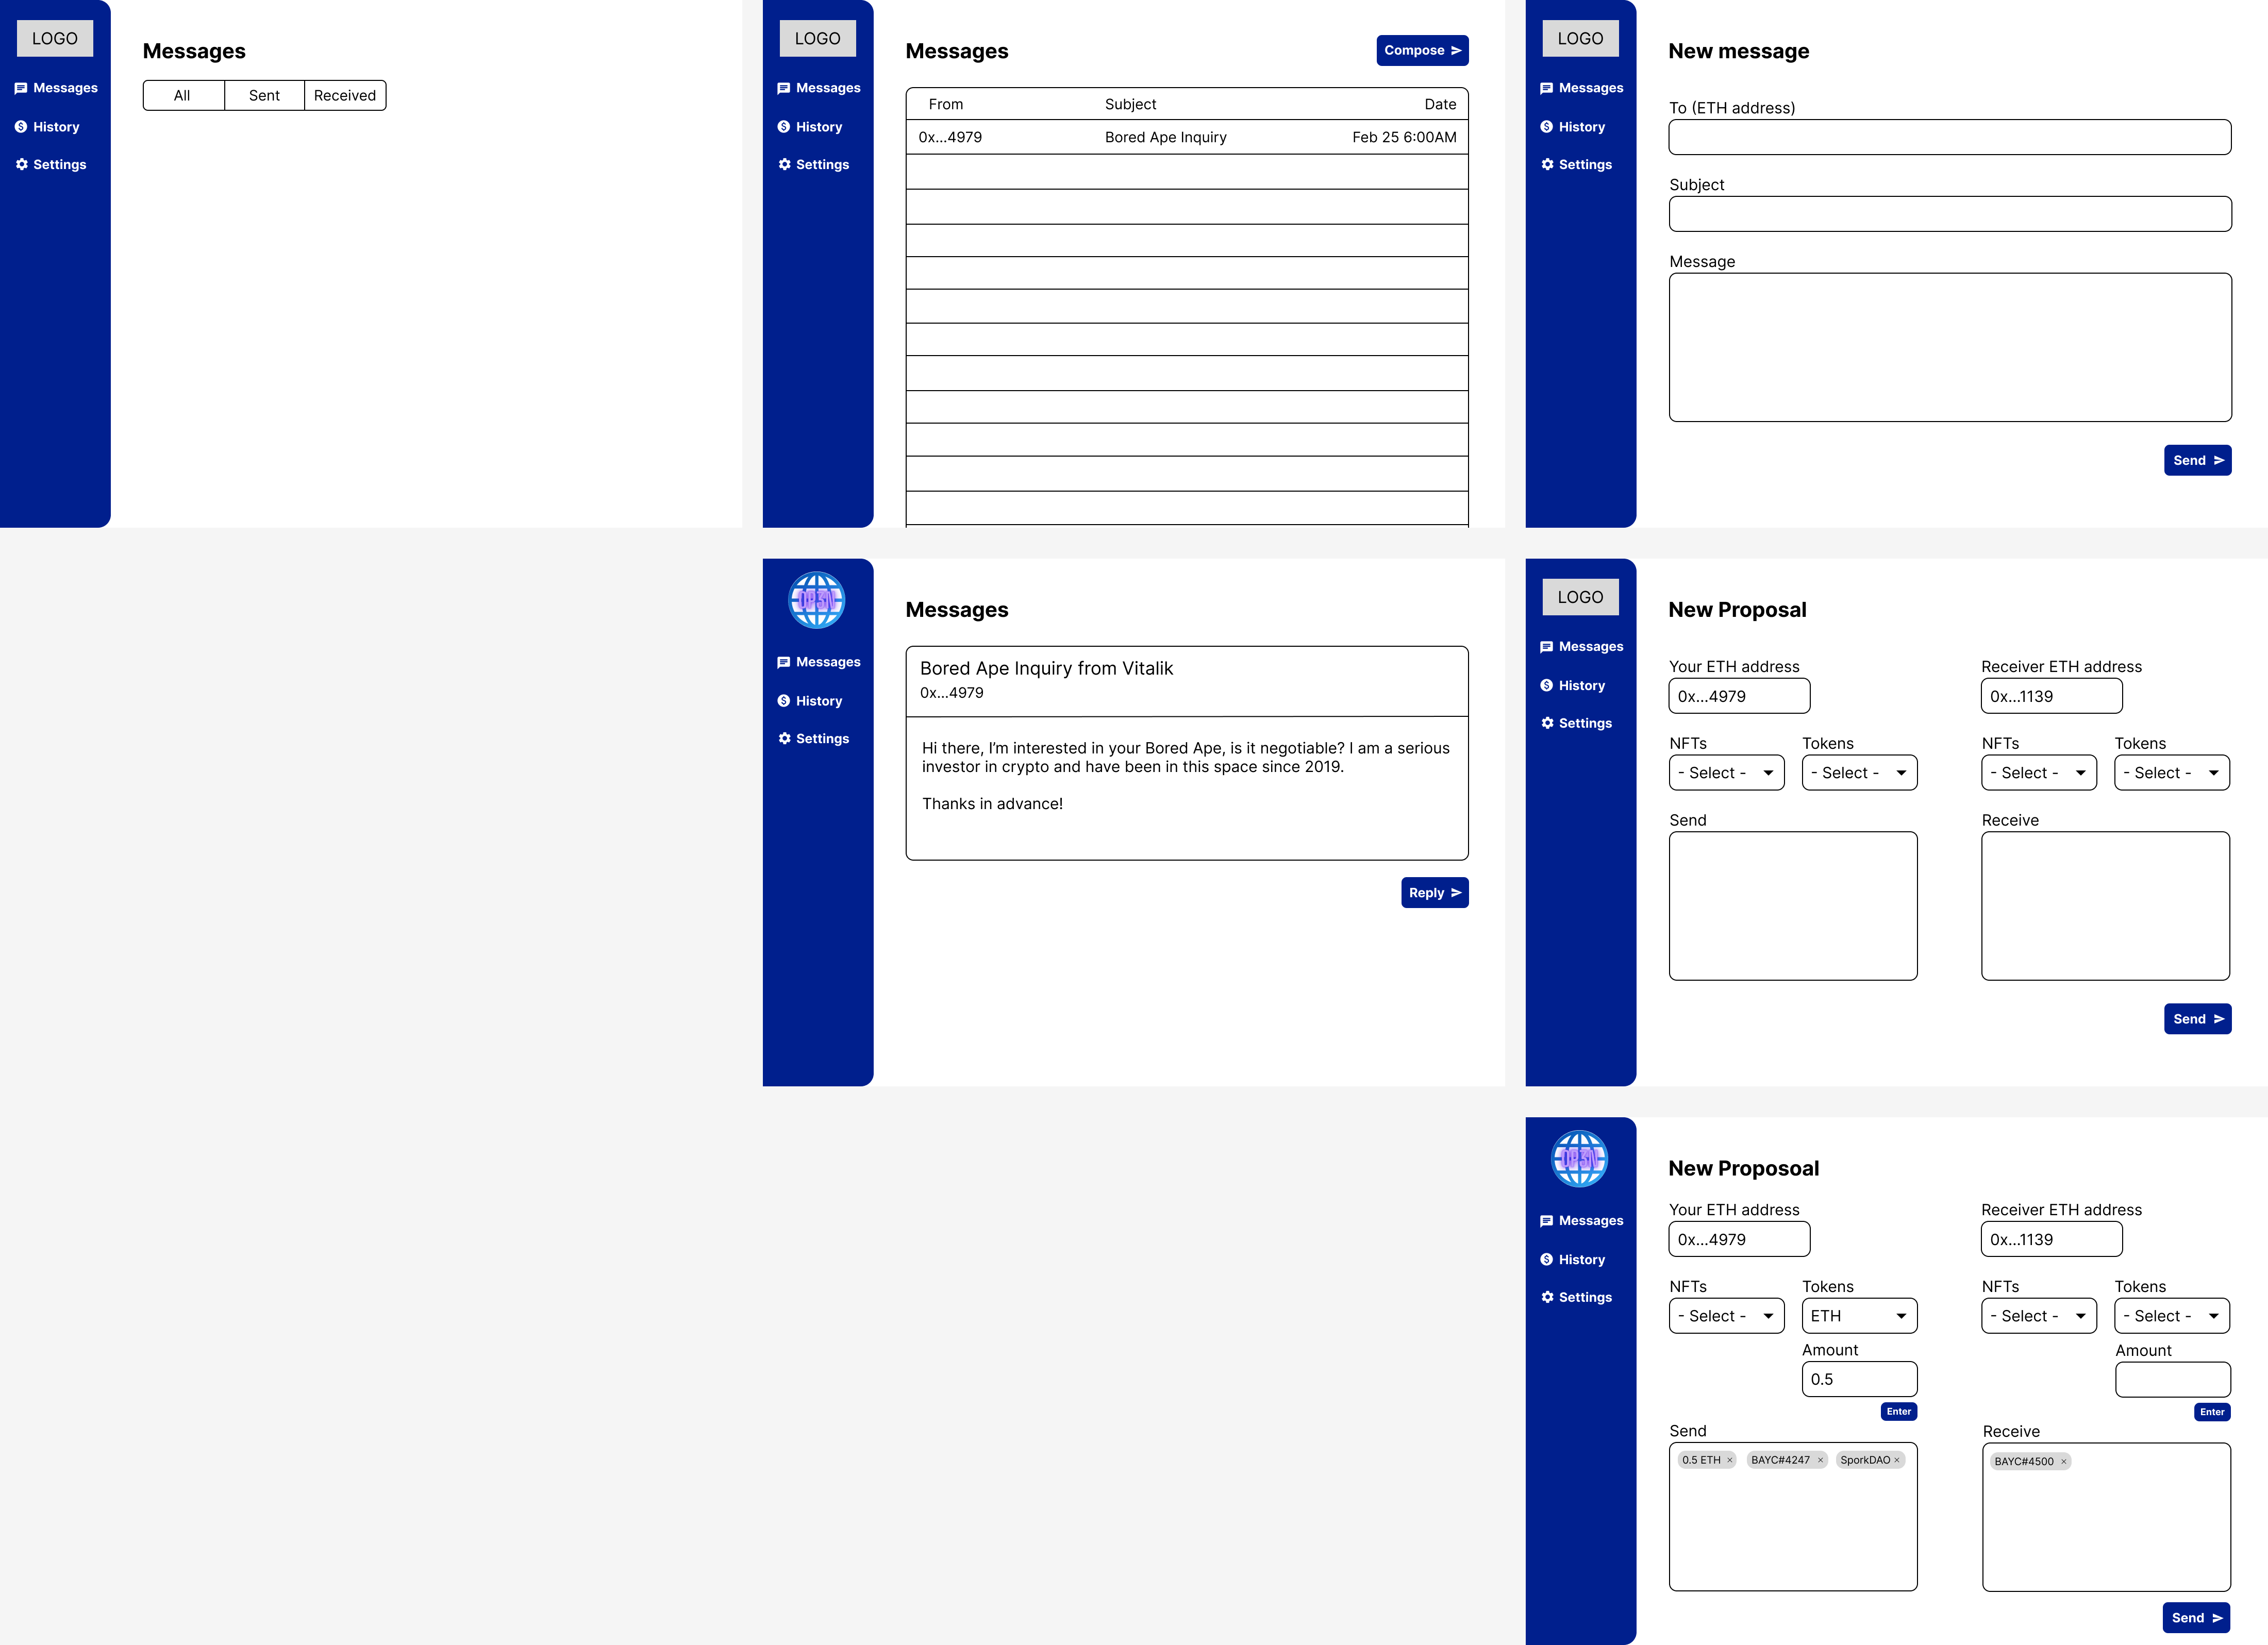 LOGO
Messages
History
Settings
Messages
All Sent Received
LOGO
Messages
History
Settings
Messages
Compose
From Subject Date
0x...4979 Bored Ape Inquiry Feb 25 6:00AM
LOGO
Messages
History
Settings
New message
To (ETH address)
Subject
Message
Send
OP3N
Messages
History
Settings
Messages
Bored Ape Inquiry from Vitalik
0x...4979
Hi there, I'm interested in your Bored Ape, is it negotiable? I am a serious
investor in crypto and have been in this space since 2019.
Thanks in advance!
Reply
LOGO
Messages
History
Settings
New Proposal
Your ETH address Receiver ETH address
0x...4979 0x...1139
NFTs Tokens NFTs Tokens
- Select - - Select - - Select - - Select -
Send Receive
Send
OP3N
Messages
History
Settings
New Proposoal
Your ETH address Receiver ETH address
0x...4979 0x...1139
NFTs Tokens NFTs Tokens
- Select - ETH - Select - - Select -
Amount Amount
0.5
Enter Enter
Send Receive
0.5 ETH × BAYC#4247 × SporkDAO × BAYC#4500 ×
Send